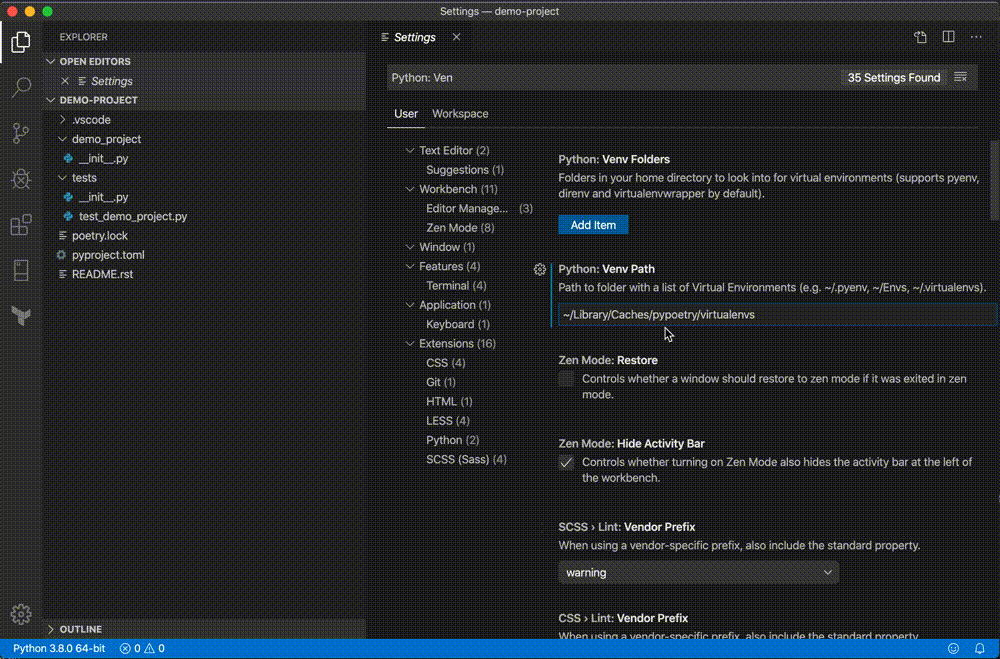 Settings — demo-project
EXPLORER
OPEN EDITORS
Settings
DEMO-PROJECT
.vscode
demo_project
__init__.py
tests
__init__.py
test_demo_project.py
poetry.lock
pyproject.toml
README.rst
OUTLINE
Settings
Python: Ven
35 Settings Found
User Workspace
Text Editor (2)
Suggestions (1)
Workbench (11)
Editor Manage... (3)
Zen Mode (8)
Window (1)
Features (4)
Terminal (4)
Application (1)
Keyboard (1)
Extensions (16)
CSS (4)
Git (1)
HTML (1)
LESS (4)
Python (2)
SCSS (Sass) (4)
Python: Venv Folders
Folders in your home directory to look into for virtual environments (supports pyenv,
direnv and virtualenvwrapper by default).
Add Item
Python: Venv Path
Path to folder with a list of Virtual Environments (e.g. ~/.pyenv, ~/Envs, ~/.virtualenvs).
~/Library/Caches/pypoetry/virtualenvs
Zen Mode: Restore
Controls whether a window should restore to zen mode if it was exited in zen
mode.
Zen Mode: Hide Activity Bar
Controls whether turning on Zen Mode also hides the activity bar at the left of
the workbench.
SCSS › Lint: Vendor Prefix
When using a vendor-specific prefix, also include the standard property.
warning
CSS › Lint: Vendor Prefix
When using a vendor-specific prefix, also include the standard property.
Python 3.8.0 64-bit 0 0